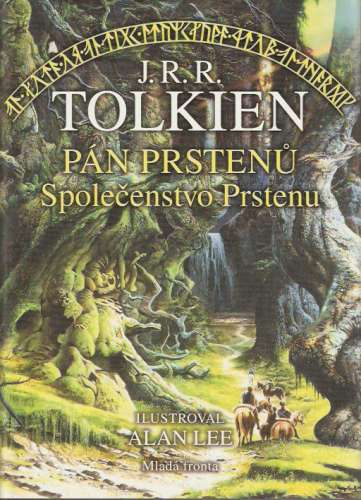 J. R. R.
TOLKIEN
PÁN PRSTENŮ
Společenstvo Prstenu
ILUSTROVAL
ALAN LEE
Mladá fronta